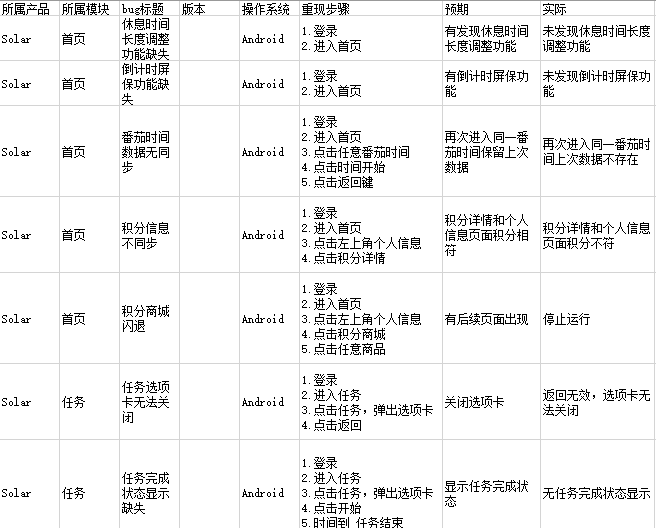 所属产品 所属模块 bug标题 版本 操作系统 重现步骤 预期 实际
Solar 首页 休息时间长度调整功能缺失 Android 1.登录 2.进入首页 有发现休息时间长度调整功能 未发现休息时间长度调整功能
Solar 首页 倒计时屏保功能缺失 Android 1.登录 2.进入首页 有倒计时屏保功能 未发现倒计时屏保功能
Solar 首页 番茄时间数据无同步 Android 1.登录 2.进入首页 3.点击任意番茄时间 4.点击时间开始 5.点击返回键 再次进入同一番茄时间保留上次数据 再次进入同一番茄时间上次数据不存在
Solar 首页 积分信息不同步 Android 1.登录 2.进入首页 3.点击左上角个人信息 4.点击积分详情 积分详情和个人信息页面积分相符 积分详情和个人信息页面积分不符
Solar 首页 积分商城闪退 Android 1.登录 2.进入首页 3.点击左上角个人信息 4.点击积分商城 5.点击任意商品 有后续页面出现 停止运行
Solar 任务 任务选项卡无法关闭 Android 1.登录 2.进入任务 3.点击任务，弹出选项卡 4.点击返回 关闭选项卡 返回无效，选项卡无法关闭
Solar 任务 任务完成状态显示缺失 Android 1.登录 2.进入任务 3.点击任务，弹出选项卡 4.点击开始 5.时间到 任务结束 显示任务完成状态 无任务完成状态显示